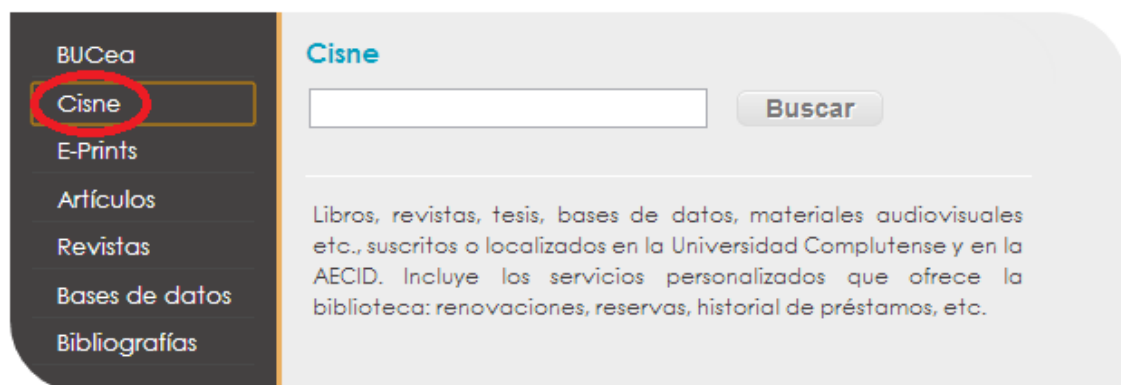 BUCea
Cisne
E-Prints
Artículos
Revistas
Bases de datos
Bibliografías
Cisne
Buscar
Libros, revistas, tesis, bases de datos, materiales audiovisuales
etc., suscritos o localizados en la Universidad Complutense y en la
AECID. Incluye los servicios personalizados que ofrece la
biblioteca: renovaciones, reservas, historial de préstamos, etc.